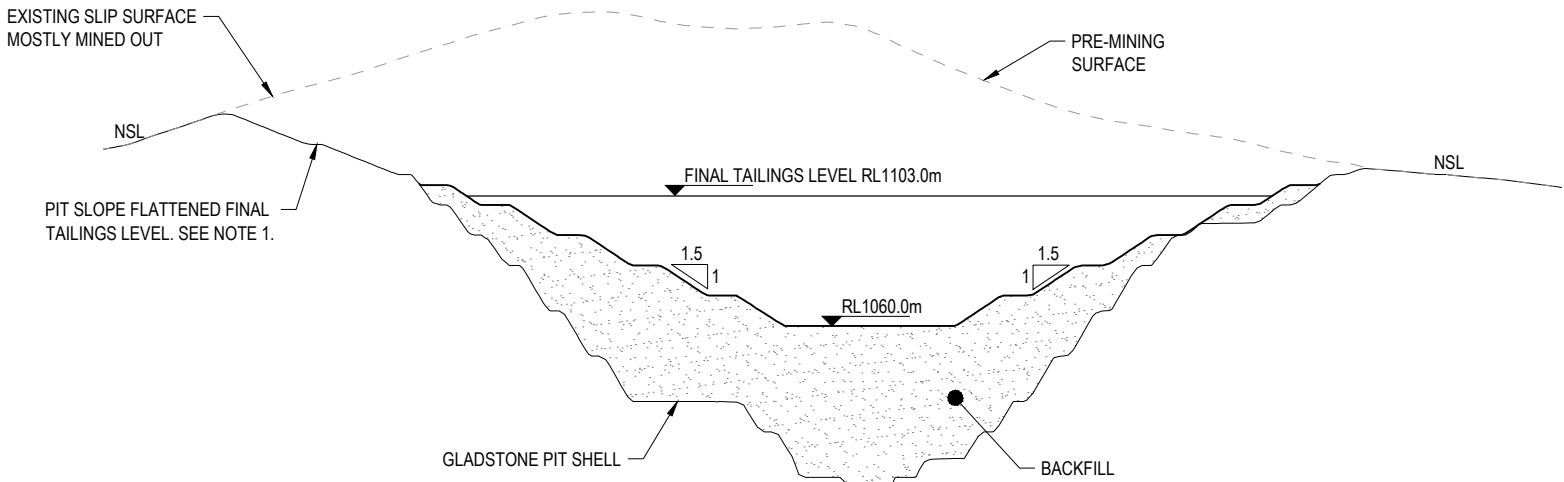 EXISTING SLIP SURFACE
MOSTLY MINED OUT
PRE-MINING
SURFACE
NSL
NSL
FINAL TAILINGS LEVEL RL1103.0m
PIT SLOPE FLATTENED FINAL
TAILINGS LEVEL. SEE NOTE 1.
1.5
1
1.5
1
RL1060.0m
GLADSTONE PIT SHELL
BACKFILL